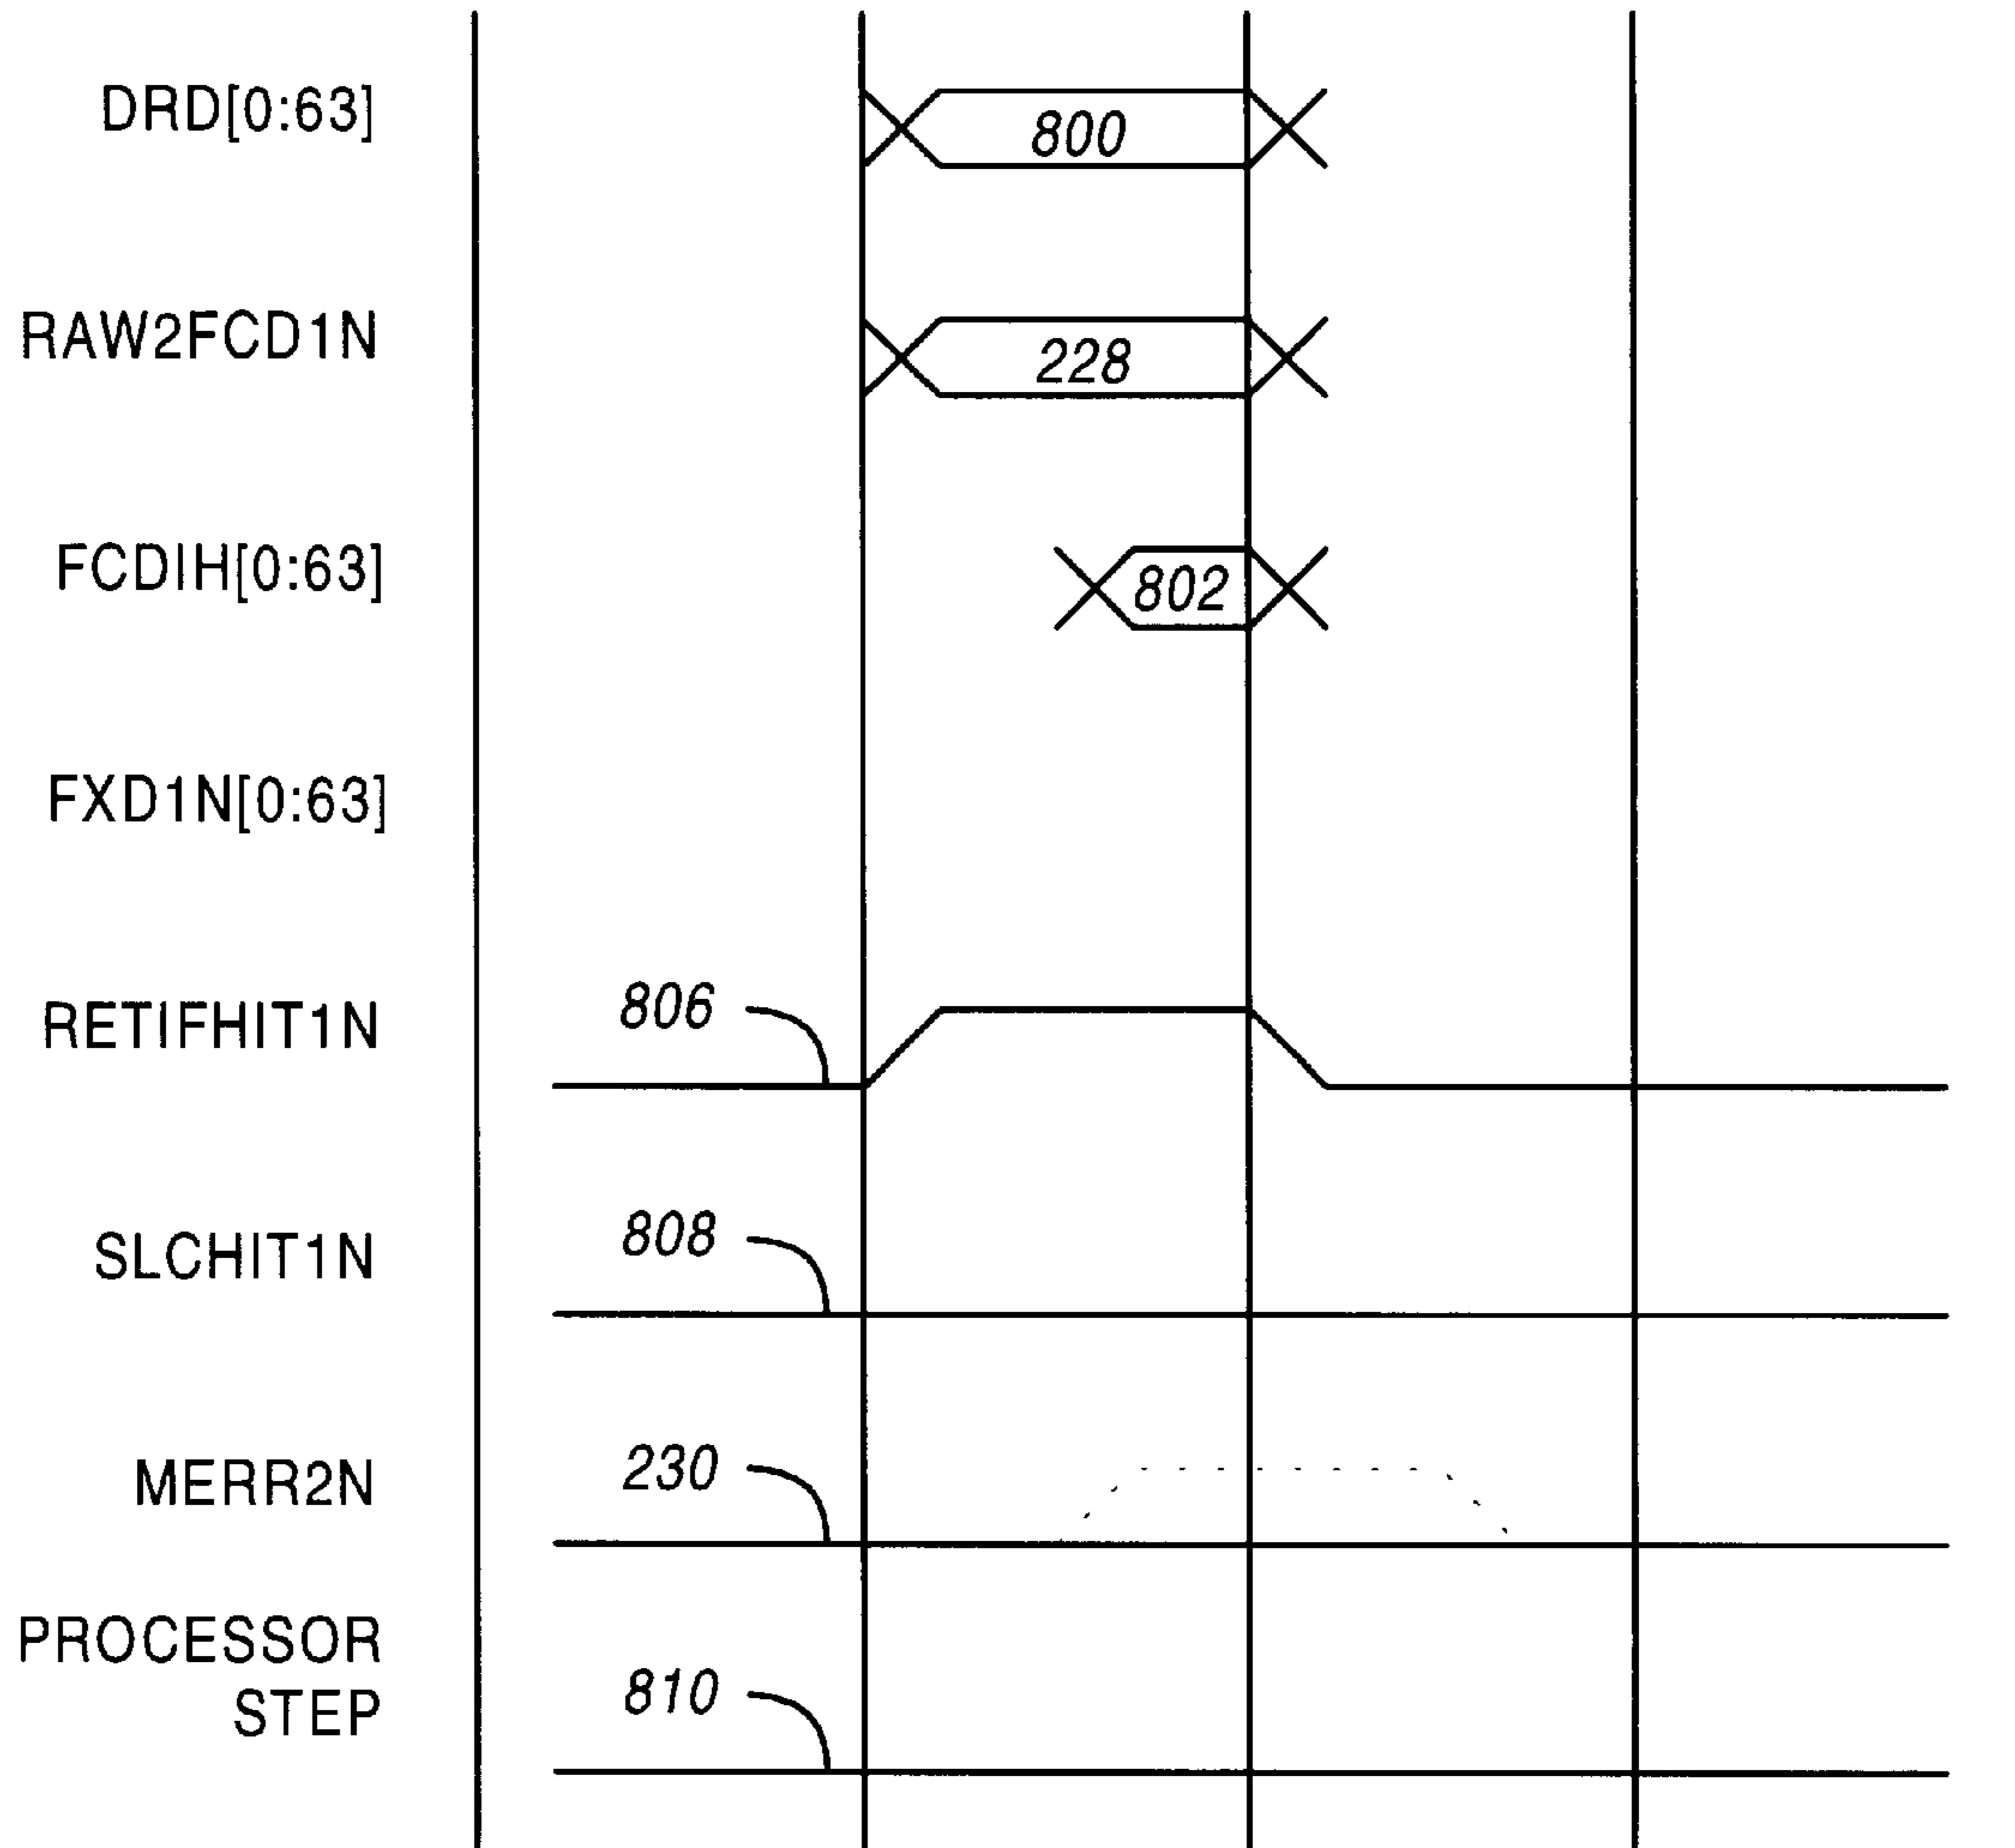 DRD[0:63]
800
RAW2FCD1N
228
FCDIH[0:63]
802
FXD1N[0:63]
RETIFHIT1N
806
SLCHIT1N
808
MERR2N
230
PROCESSOR
STEP
810